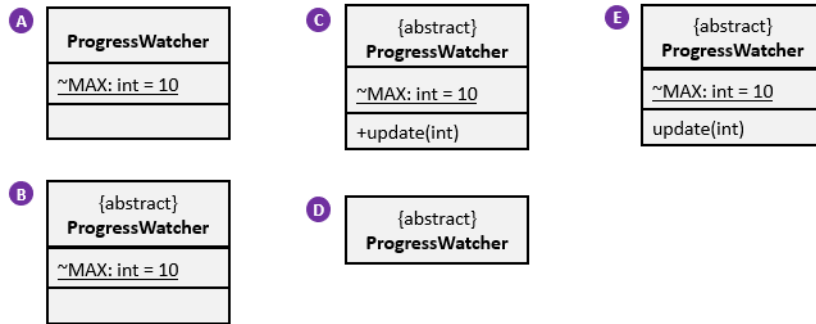 A
ProgressWatcher
~MAX: int = 10
B
{abstract}
ProgressWatcher
~MAX: int = 10
C
{abstract}
ProgressWatcher
~MAX: int = 10
+update(int)
D
{abstract}
ProgressWatcher
E
{abstract}
ProgressWatcher
~MAX: int = 10
update(int)